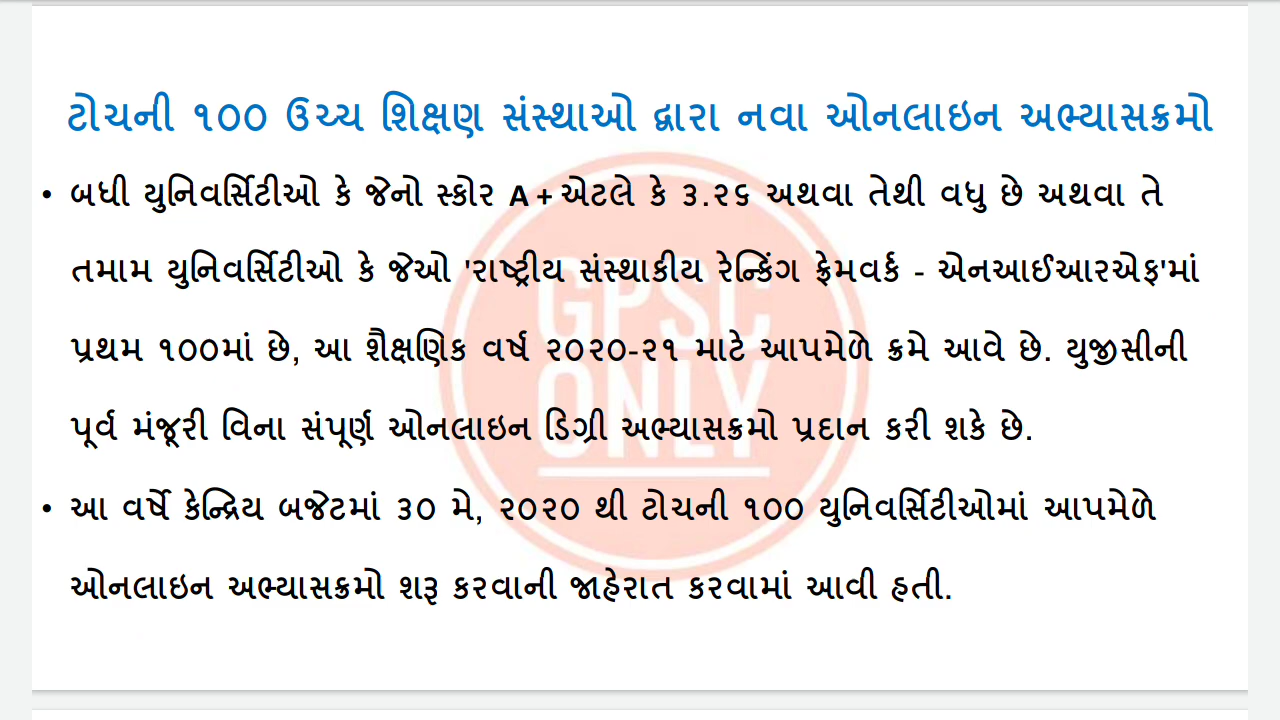 ટોચની ૧૦૦ ઉચ્ચ શિક્ષણ સંસ્થાઓ દ્વારા નવા ઓનલાઇન અભ્યાસક્રમો
• બધી યુનિવર્સિટીઓ કે જેનો સ્કોર A+ એટલે કે ૩.૨૬ અથવા તેથી વધુ છે અથવા તે
તમામ યુનિવર્સિટીઓ કે જેઓ 'રાષ્ટ્રીય સંસ્થાકીય રેન્કિંગ ફ્રેમવર્ક - એનઆઈઆરએફ'માં
પ્રથમ ૧૦૦માં છે, આ શૈક્ષણિક વર્ષ ૨૦૨૦-૨૧ માટે આપમેળે ક્રમે આવે છે. યુજીસીની
પૂર્વ મંજૂરી વિના સંપૂર્ણ ઓનલાઇન ડિગ્રી અભ્યાસક્રમો પ્રદાન કરી શકે છે.
• આ વર્ષે કેન્દ્રિય બજેટમાં ૩૦ મે, ૨૦૨૦ થી ટોચની ૧૦૦ યુનિવર્સિટીઓમાં આપમેળે
ઓનલાઇન અભ્યાસક્રમો શરૂ કરવાની જાહેરાત કરવામાં આવી હતી.
GPSC
ONLY